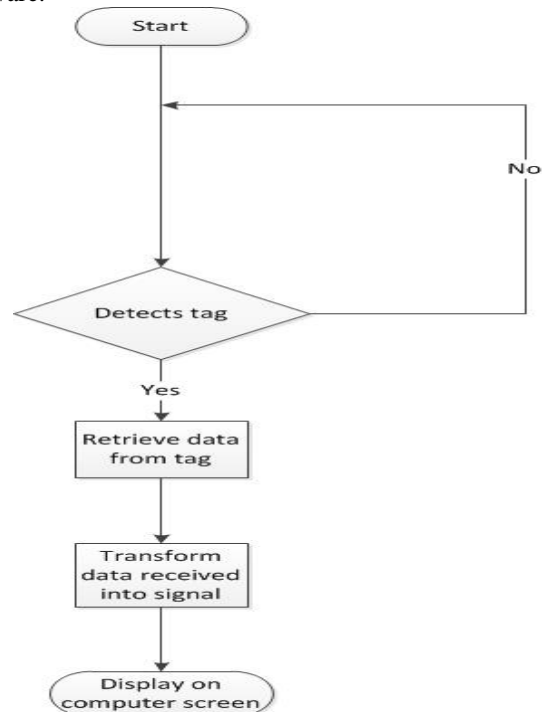 Start
No
Detects tag
Yes
Retrieve data
from tag
Transform
data received
into signal
Display on
computer screen